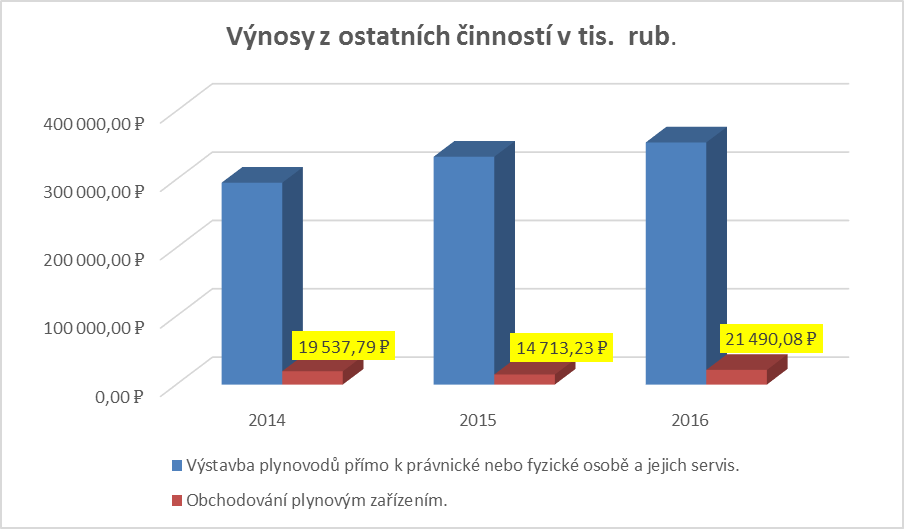 Výnosy z ostatních činností v tis.  rub.
400 000,00 ₽
300 000,00 ₽
200 000,00 ₽
100 000,00 ₽
0,00 ₽
19 537,79 ₽
14 713,23 ₽
21 490,08 ₽
2014
2015
2016
Výstavba plynovodů přímo k právnické nebo fyzické osobě a jejich servis.
Obchodování plynovým zařízením.